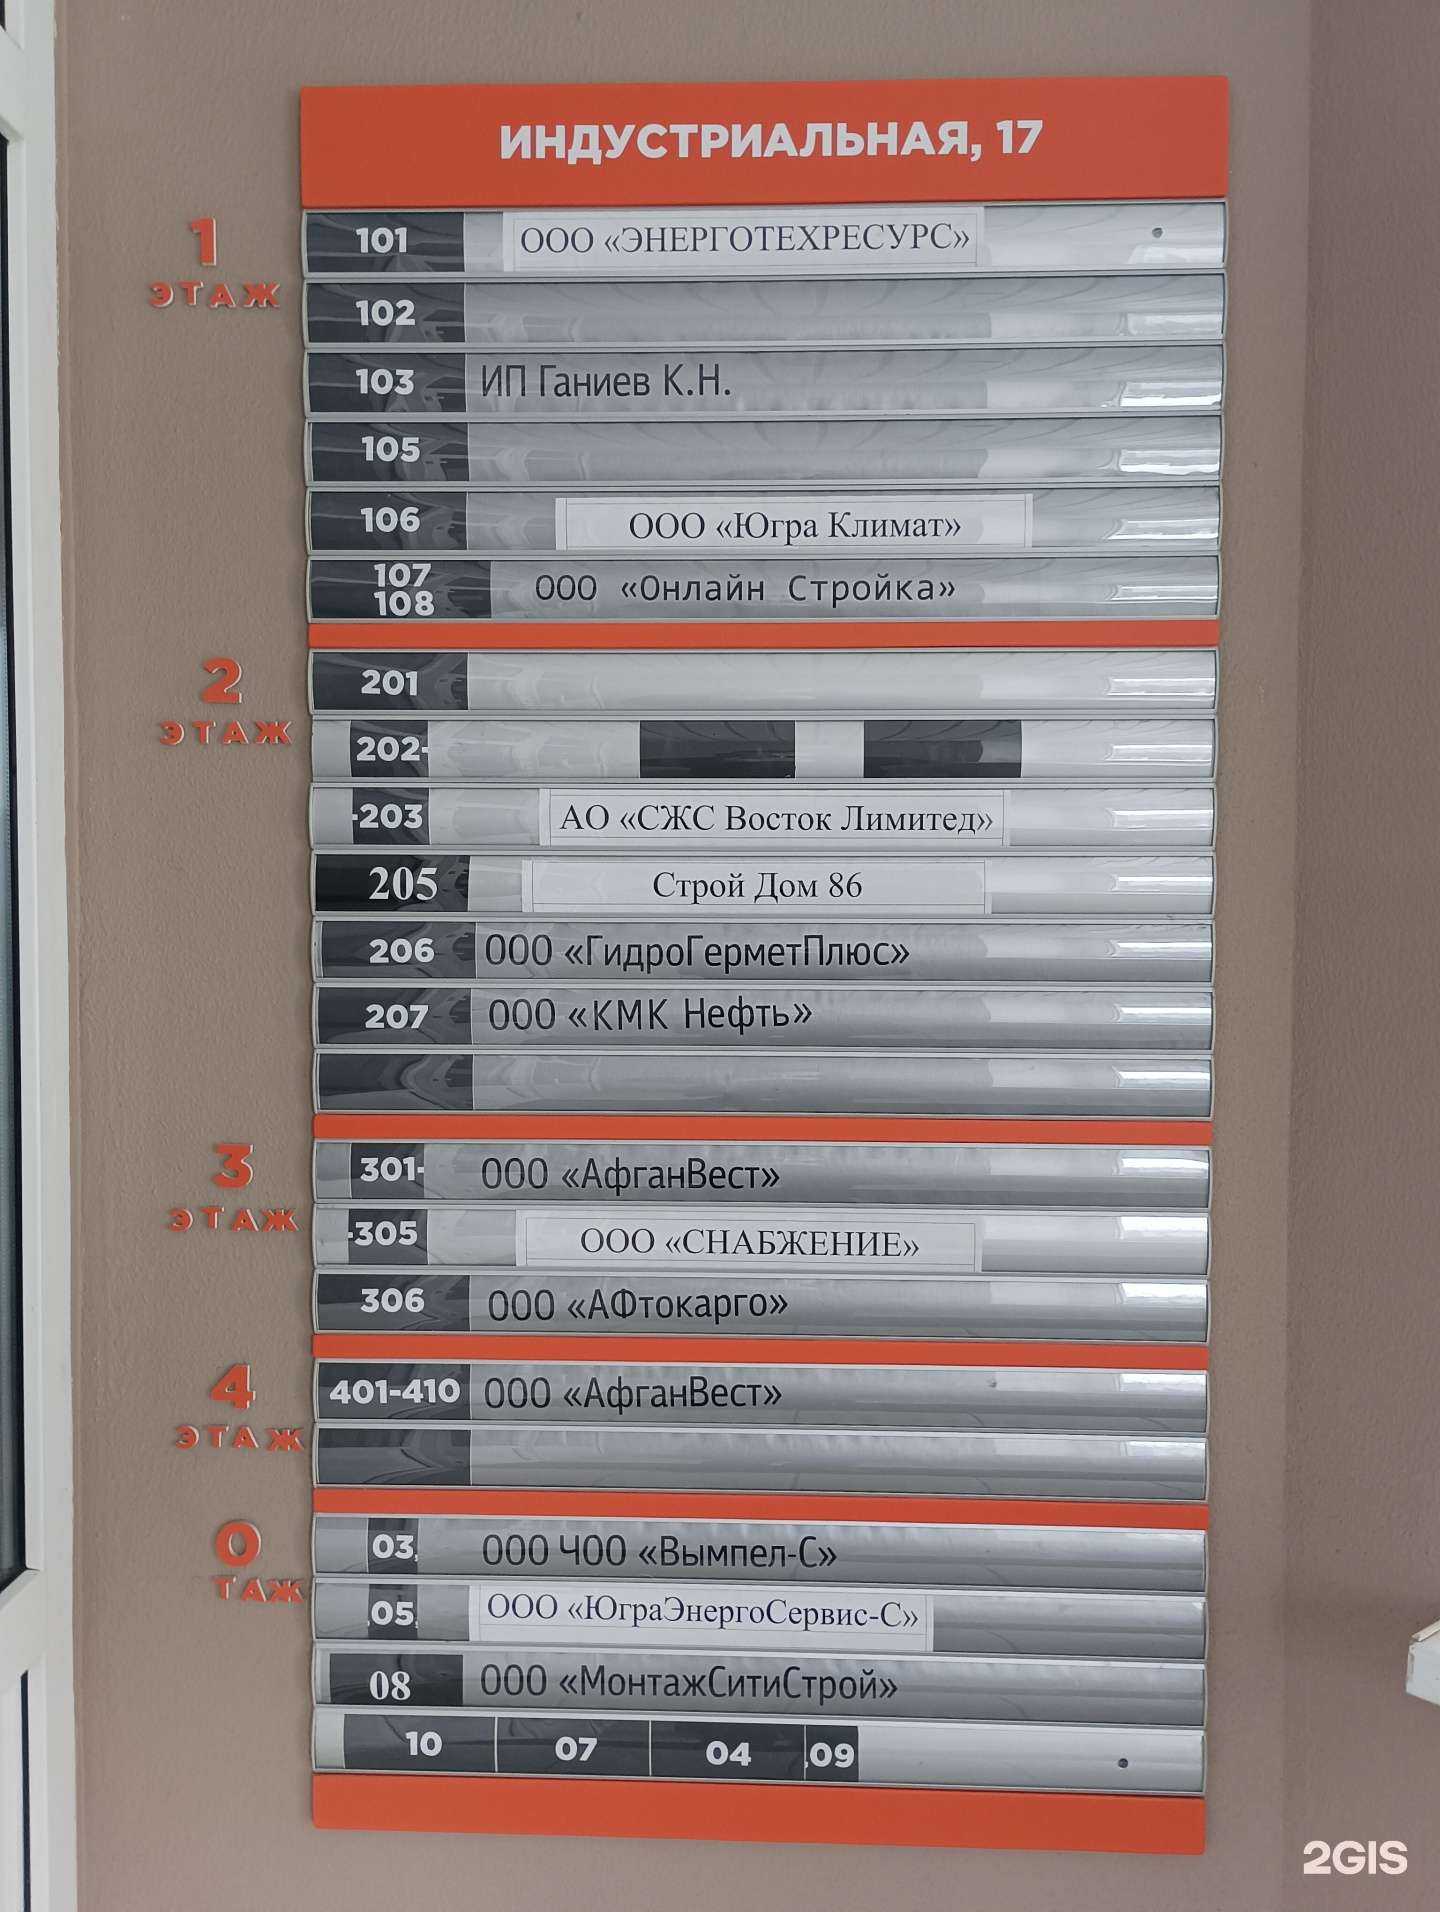 ИНДУСТРИАЛЬНАЯ, 17
1
ЭТАЖ
101 ООО «ЭНЕРГОТЕХРЕСУРС»
102
103 ИП Ганиев К.Н.
105
106 ООО «Югра Климат»
107
108 ООО «Онлайн Стройка»
2
ЭТАЖ
201
202-
-203 АО «СЖС Восток Лимитед»
205 Строй Дом 86
206 ООО «ГидроГерметПлюс»
207 ООО «КМК Нефть»
3
ЭТАЖ
301- ООО «АфганВест»
-305 ООО «СНАБЖЕНИЕ»
306 ООО «АФтокарго»
4
ЭТАЖ
401-410 ООО «АфганВест»
0
ТАЖ
03, ООО ЧОО «Вымпел-С»
,05, ООО «ЮграЭнергоСервис-С»
08 ООО «МонтажСитиСтрой»
10 07 04 ,09
2GIS